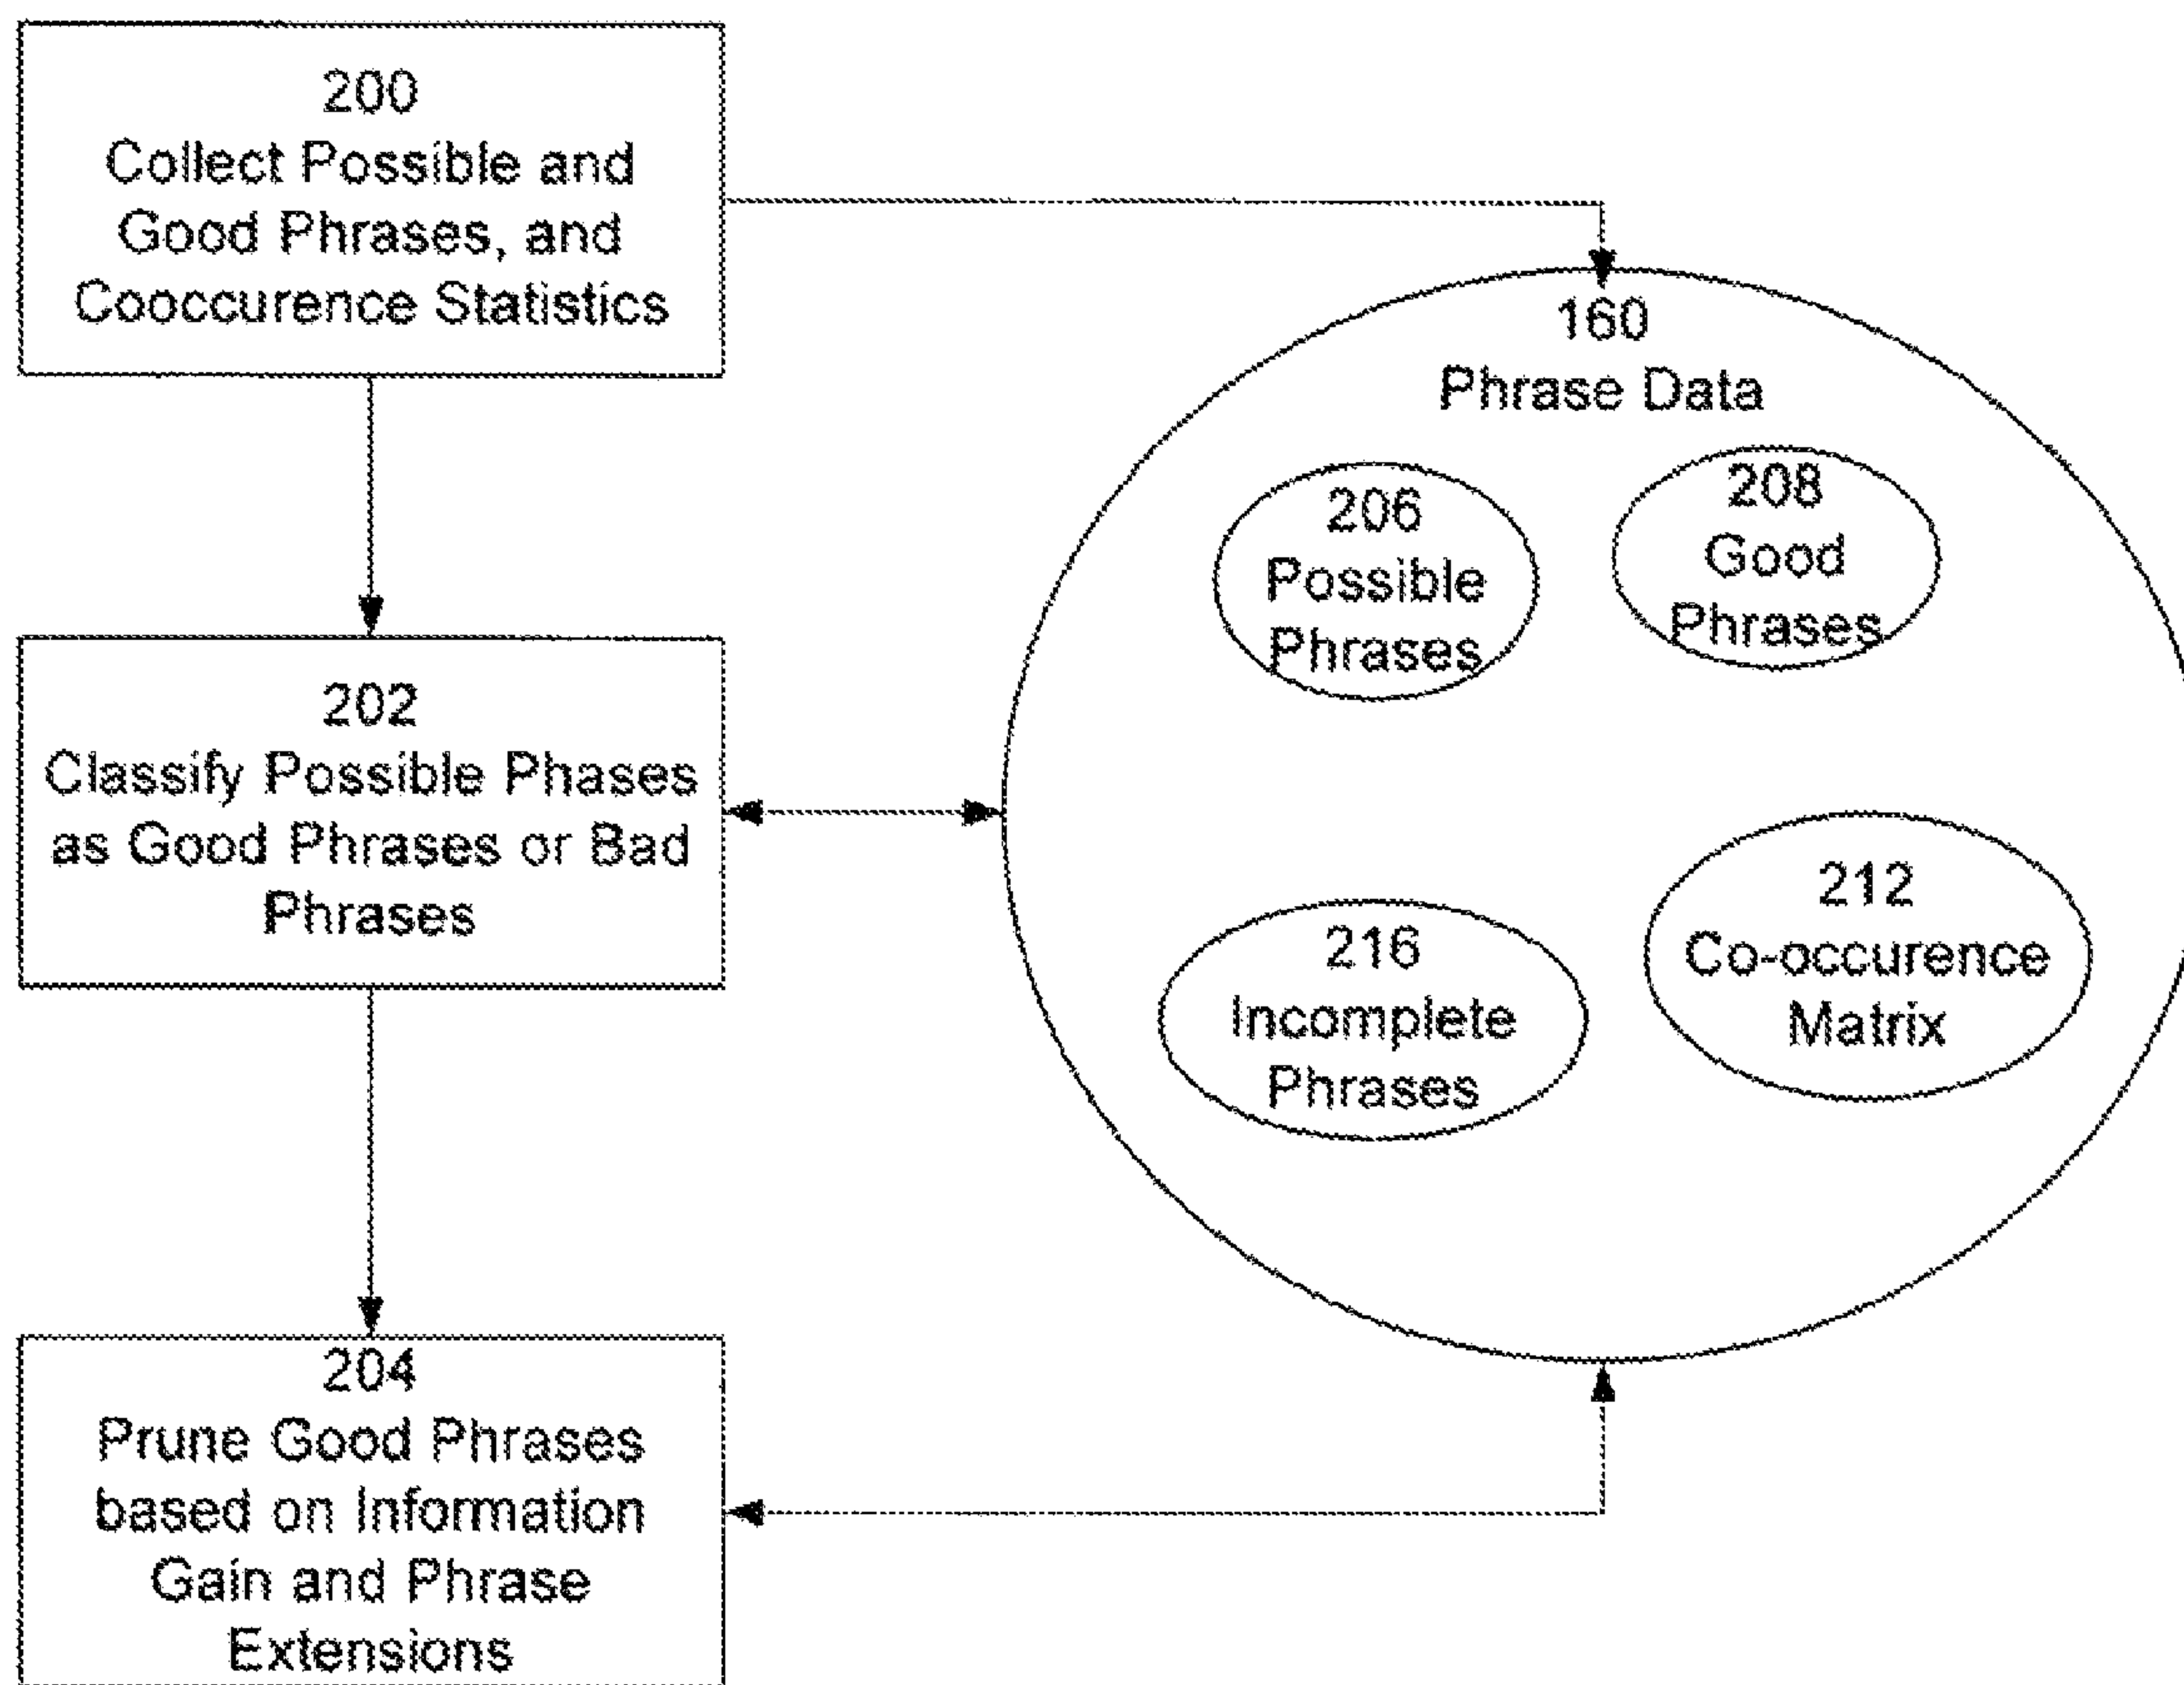 200
Collect Possible and
Good Phrases, and
Cooccurence Statistics
160
Phrase Data
206
Possible
Phrases
208
Good
Phrases
202
Classify Possible Phases
as Good Phrases or Bad
Phrases
216
Incomplete
Phrases
212
Co-occurence
Matrix
204
Prune Good Phrases
based on Information
Gain and Phrase
Extensions